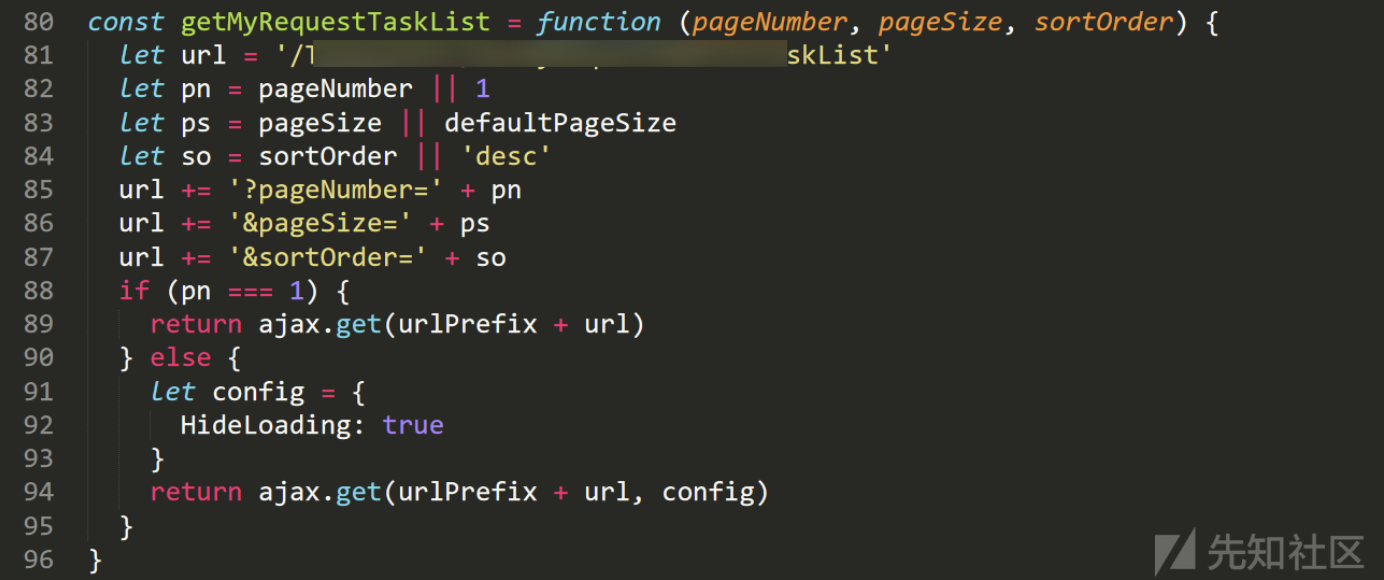 80 const getMyRequestTaskList = function (pageNumber, pageSize, sortOrder) {
81 let url = '/T skList'
82 let pn = pageNumber || 1
83 let ps = pageSize || defaultPageSize
84 let so = sortOrder || 'desc'
85 url += '?pageNumber=' + pn
86 url += '&pageSize=' + ps
87 url += '&sortOrder=' + so
88 if (pn === 1) {
89 return ajax.get(urlPrefix + url)
90 } else {
91 let config = {
92 HideLoading: true
93 }
94 return ajax.get(urlPrefix + url, config)
95 }
96 }
先知社区